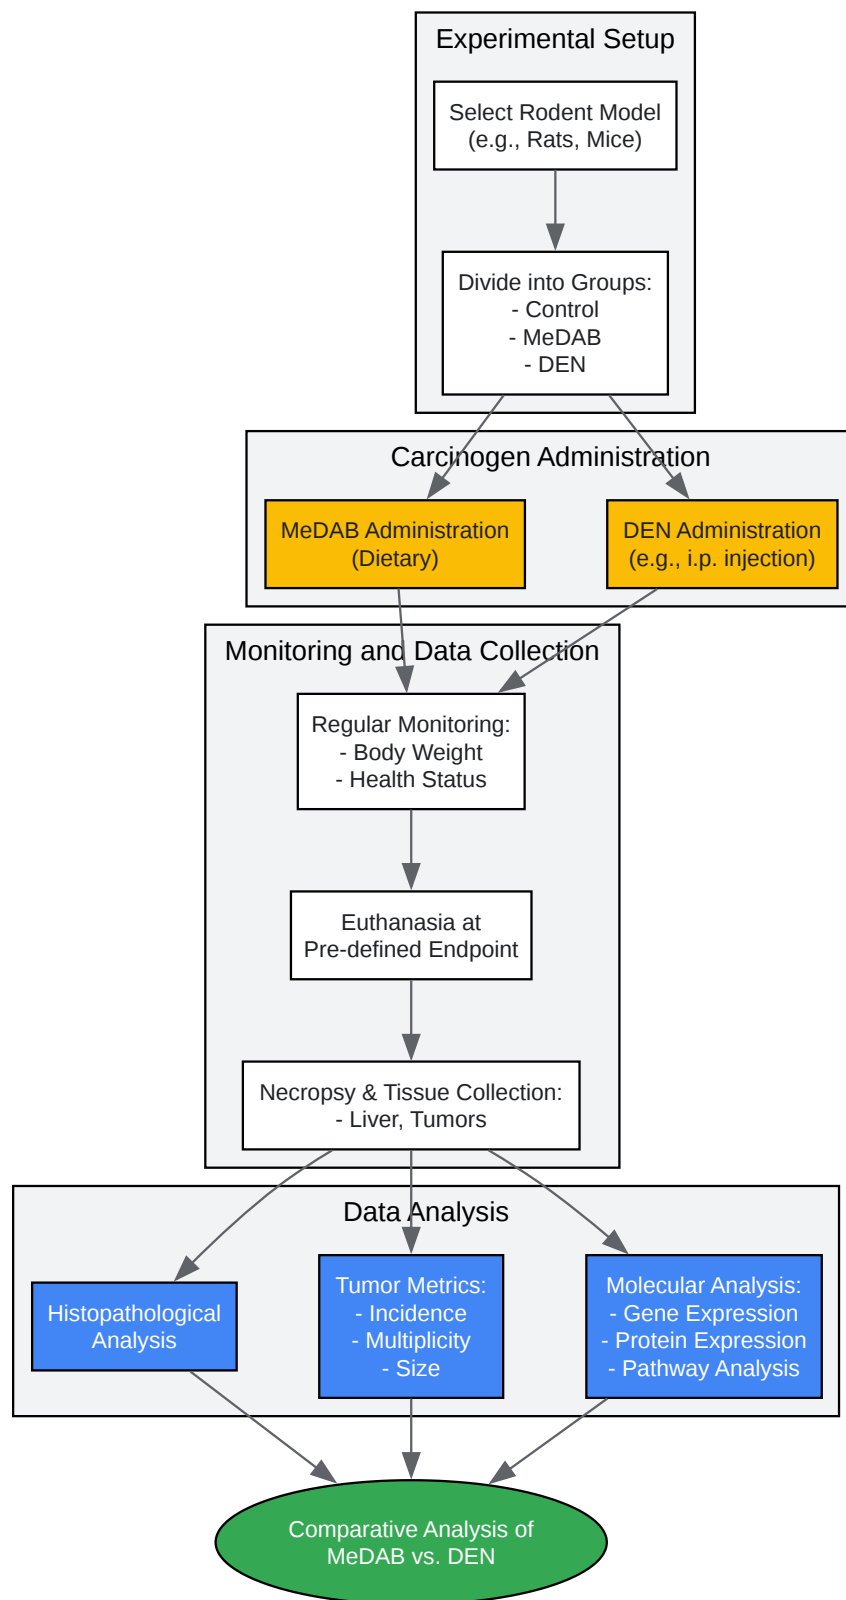 Experimental Setup
Select Rodent Model
(e.g., Rats, Mice)
Divide into Groups:
- Control
- MeDAB
- DEN
Carcinogen Administration
MeDAB Administration
(Dietary)
DEN Administration
(e.g., i.p. injection)
Monitoring and Data Collection
Regular Monitoring:
- Body Weight
- Health Status
Euthanasia at
Pre-defined Endpoint
Necropsy & Tissue Collection:
- Liver, Tumors
Data Analysis
Histopathological
Analysis
Tumor Metrics:
- Incidence
- Multiplicity
- Size
Molecular Analysis:
- Gene Expression
- Protein Expression
- Pathway Analysis
Comparative Analysis of
MeDAB vs. DEN